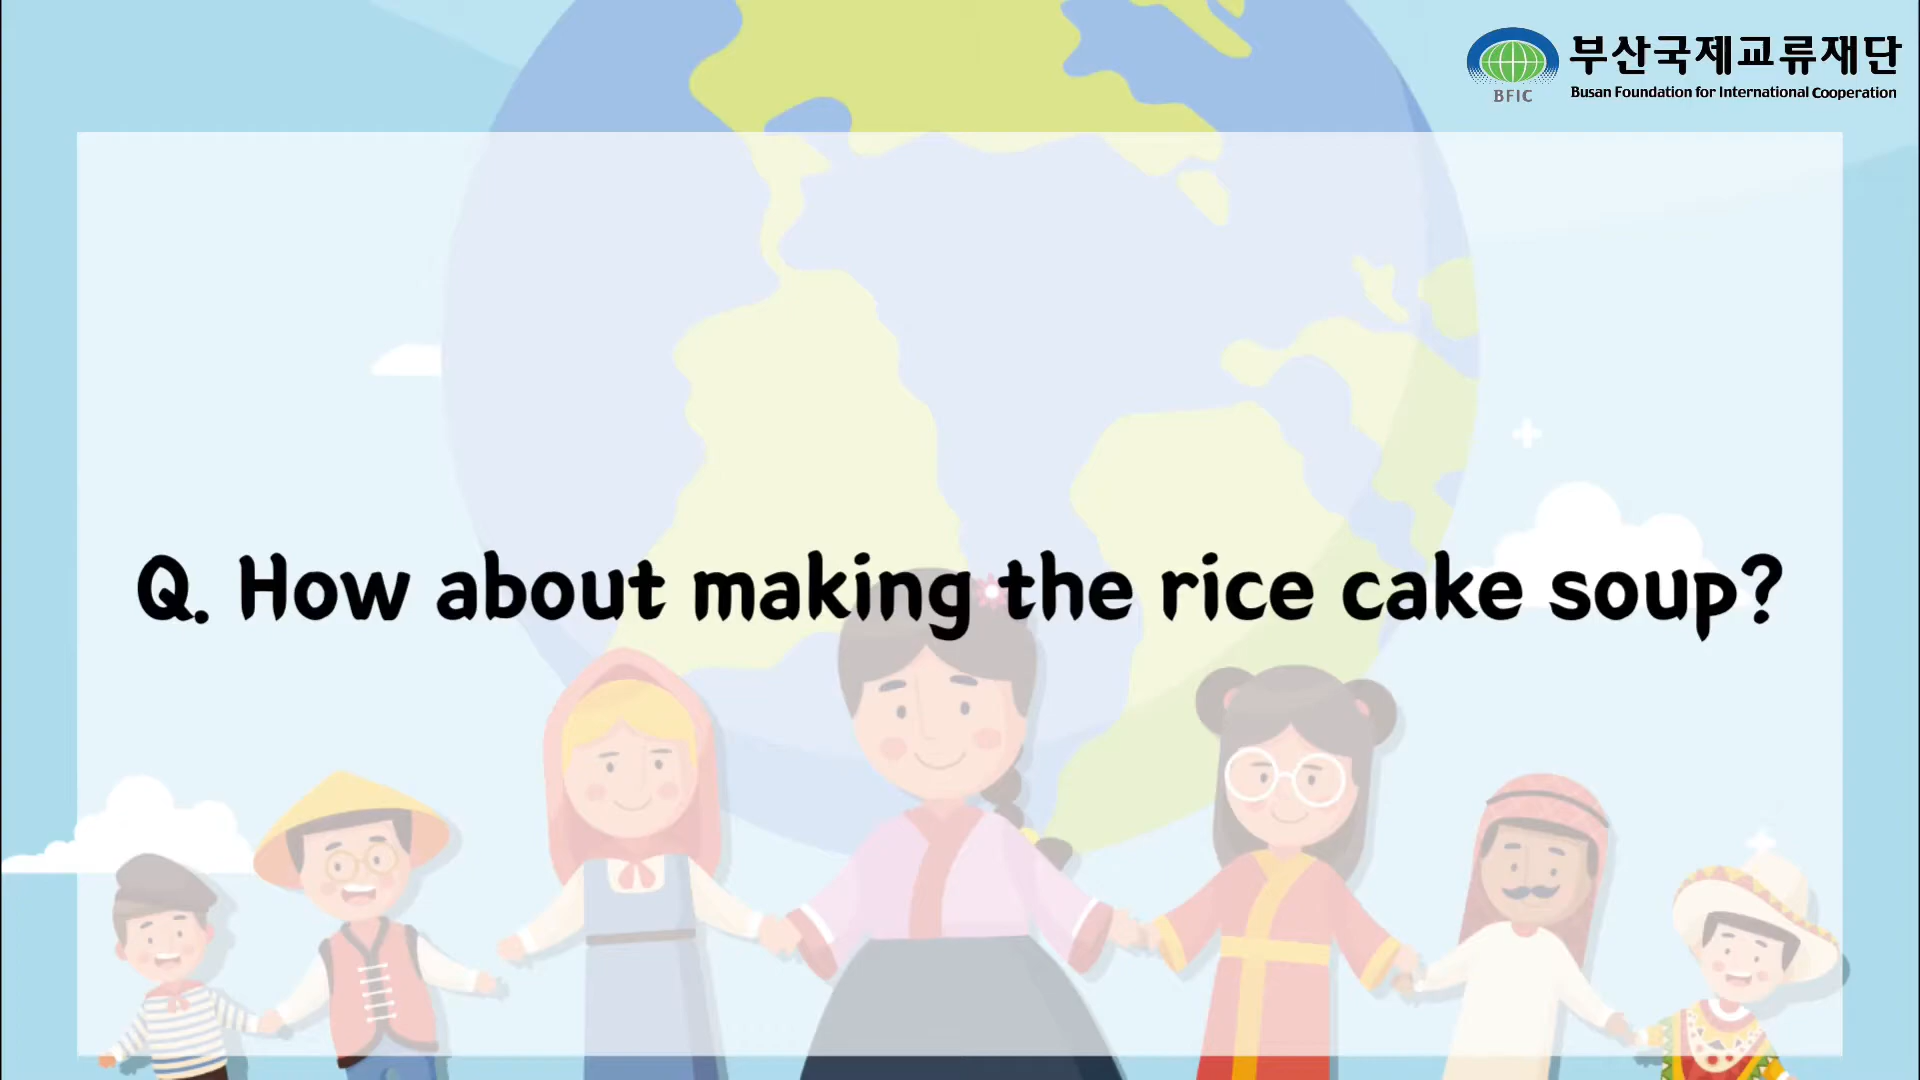 부산국제교류재단
BFIC
Busan Foundation for International Cooperation
Q. How about making the rice cake soup?